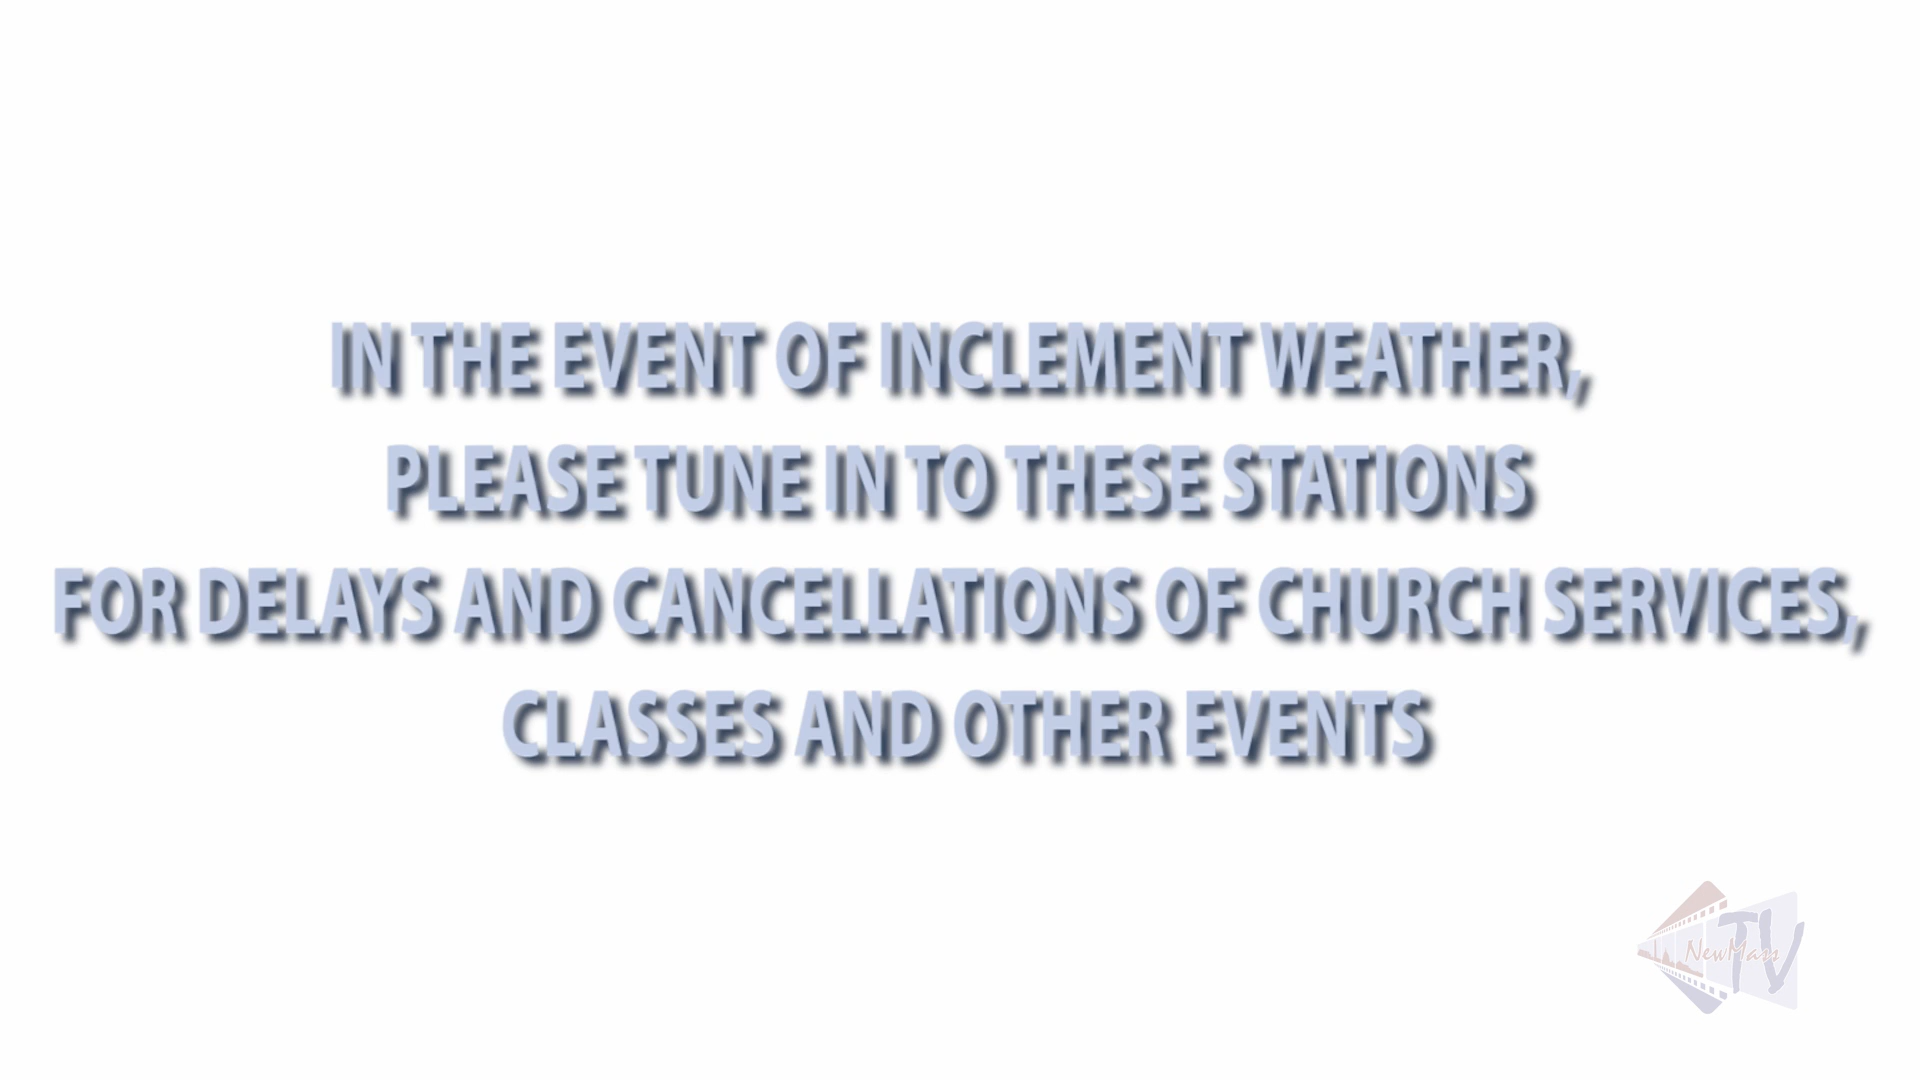 IN THE EVENT OF INCLEMENT WEATHER,
PLEASE TUNE IN TO THESE STATIONS
FOR DELAYS AND CANCELLATIONS OF CHURCH SERVICES,
CLASSES AND OTHER EVENTS
NewMass TV